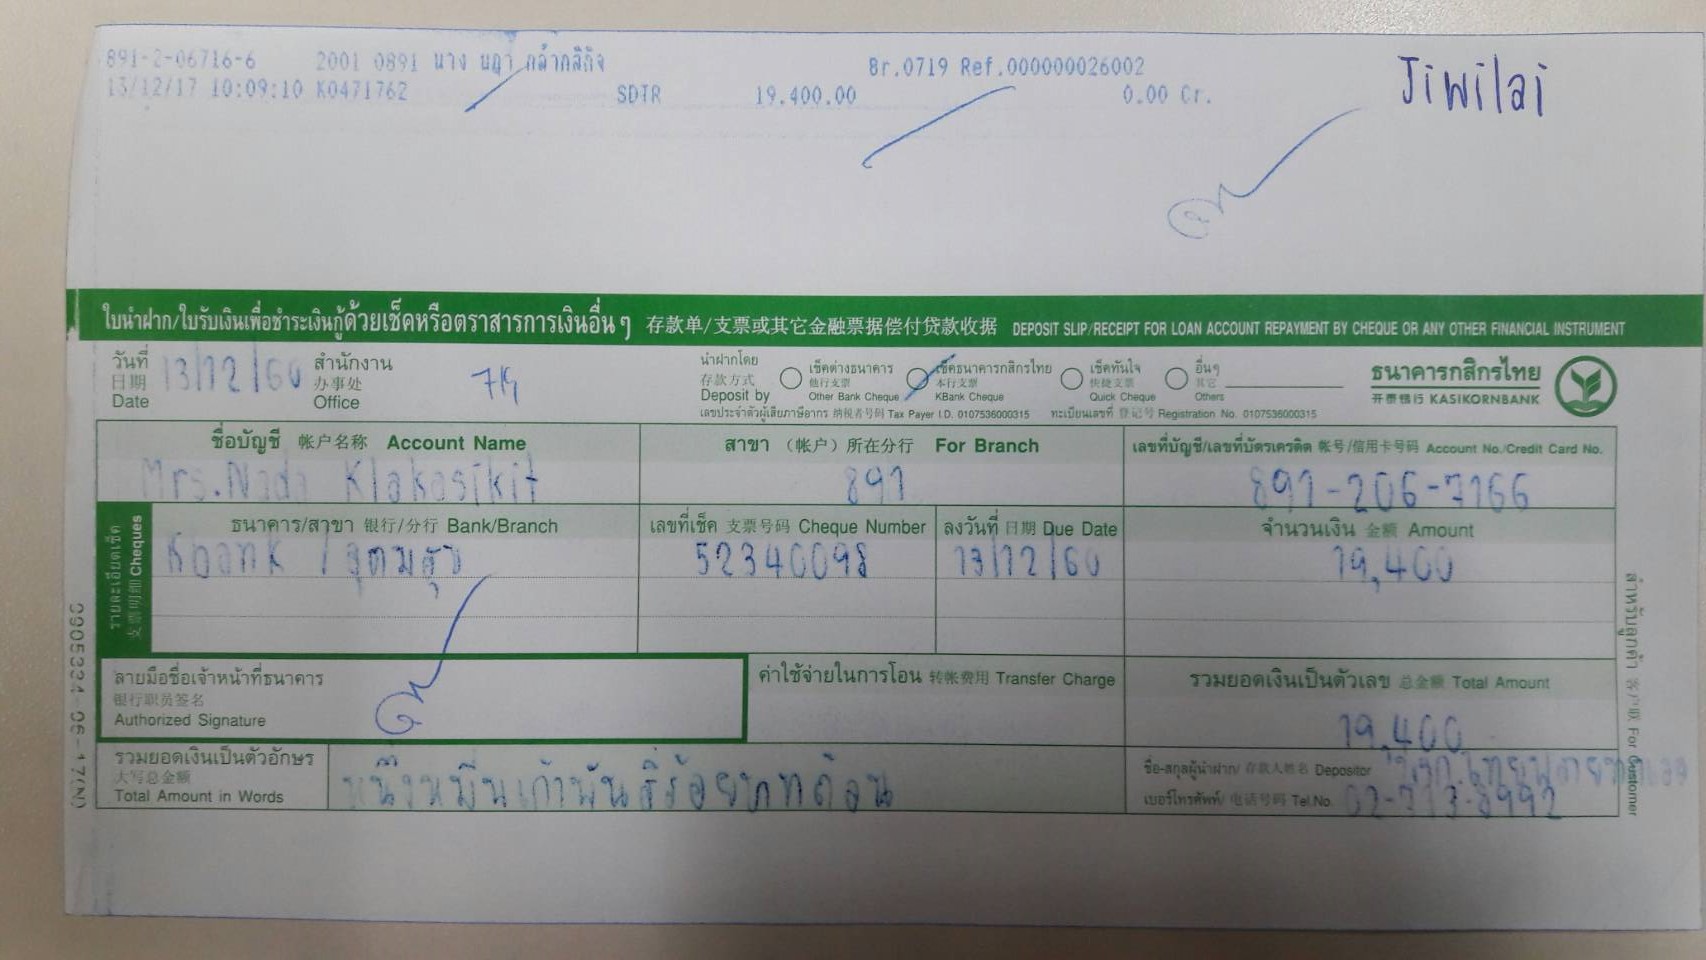 891-2-06716-6 2001 0891 นาง นฎา กล้ากสิกิจ Br.0719 Ref.000000026002
13/12/17 10:09:10 K0471762 SDTR 19,400.00 0.00 Cr.
Jiwilai
ใบนำฝาก/ใบรับเงินเพื่อชำระเงินกู้ด้วยเช็คหรือตราสารการเงินอื่นๆ 存款单/支票或其它金融票据偿付贷款收据 DEPOSIT SLIP/RECEIPT FOR LOAN ACCOUNT REPAYMENT BY CHEQUE OR ANY OTHER FINANCIAL INSTRUMENT
วันที่ 日期 Date 13/12/60 สำนักงาน 办事处 Office
นำฝากโดย 存款方式 Deposit by
เช็คต่างธนาคาร 他行支票 Other Bank Cheque
เช็คธนาคารกสิกรไทย 本行支票 KBank Cheque
เช็คทันใจ 快捷支票 Quick Cheque
อื่นๆ 其它 Others
ธนาคารกสิกรไทย
开泰银行 KASIKORNBANK
เลขประจำตัวผู้เสียภาษีอากร 纳税者号码 Tax Payer I.D. 0107536000315 ทะเบียนเลขที่ 登记号 Registration No. 0107536000315
ชื่อบัญชี 帐户名称 Account Name สาขา (帐户) 所在分行 For Branch เลขที่บัญชี/เลขที่บัตรเครดิต 帐号/信用卡号码 Account No./Credit Card No.
Mrs.Nada Klakasikit 891 891-206-7166
รายละเอียดเช็ค 支票明细 Cheques
ธนาคาร/สาขา 银行/分行 Bank/Branch เลขที่เช็ค 支票号码 Cheque Number ลงวันที่ 日期 Due Date จำนวนเงิน 金额 Amount
Kbank / อุดมสุข 52340098 13/12/60 19,400
ลายมือชื่อเจ้าหน้าที่ธนาคาร
银行职员签名
Authorized Signature
ค่าใช้จ่ายในการโอน 转帐费用 Transfer Charge รวมยอดเงินเป็นตัวเลข 总金额 Total Amount
19,400
รวมยอดเงินเป็นตัวอักษร
大写总金额
Total Amount in Words
หนึ่งหมื่นเก้าพันสี่ร้อยบาทถ้วน
ชื่อ-สกุลผู้นำฝาก/ 存款人姓名 Depositor
เบอร์โทรศัพท์/ 电话号码 Tel.No. 02-713-8992
สำหรับลูกค้า 客户联 For Customer